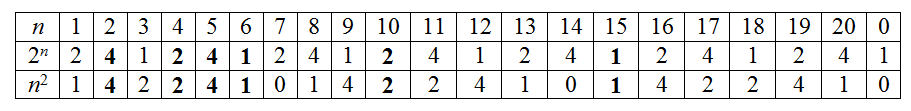 n 1 2 3 4 5 6 7 8 9 10 11 12 13 14 15 16 17 18 19 20 0
2ⁿ 2 4 1 2 4 1 2 4 1 2 4 1 2 4 1 2 4 1 2 4 1
n² 1 4 2 2 4 1 0 1 4 2 2 4 1 0 1 4 2 2 4 1 0